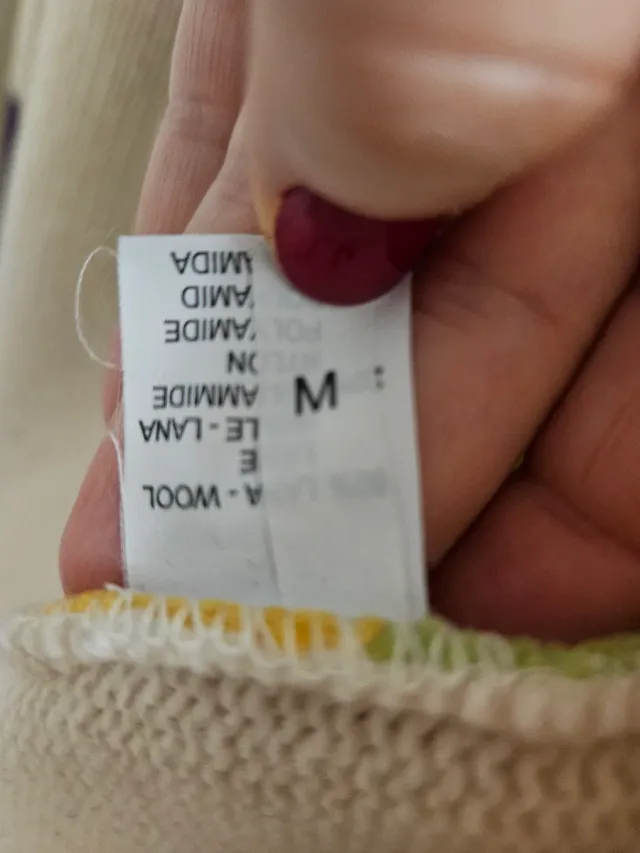 M
A - WOOL
E
LE - LANA
AMMIDE
ON
AMIDE
AMID
AMIDA